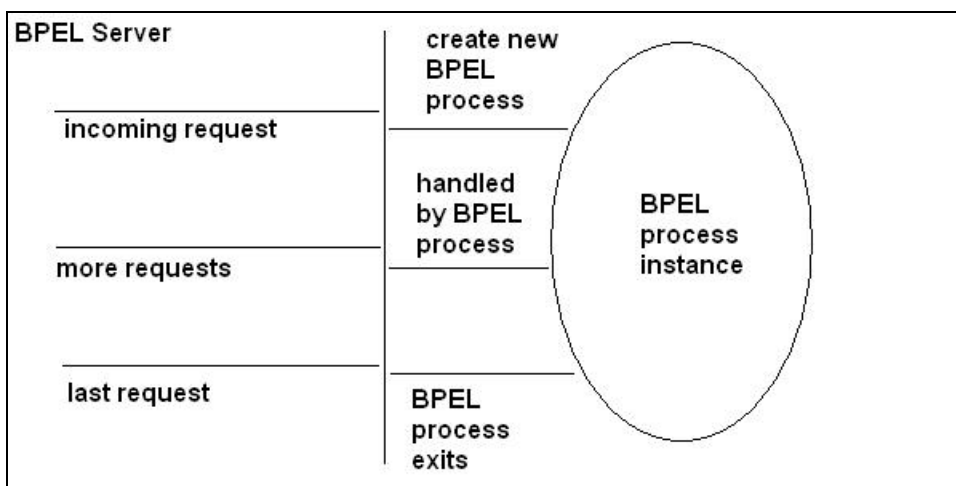 BPEL Server
create new
BPEL
process
incoming request
handled
by BPEL
process
more requests
BPEL
process
instance
last request
BPEL
process
exits